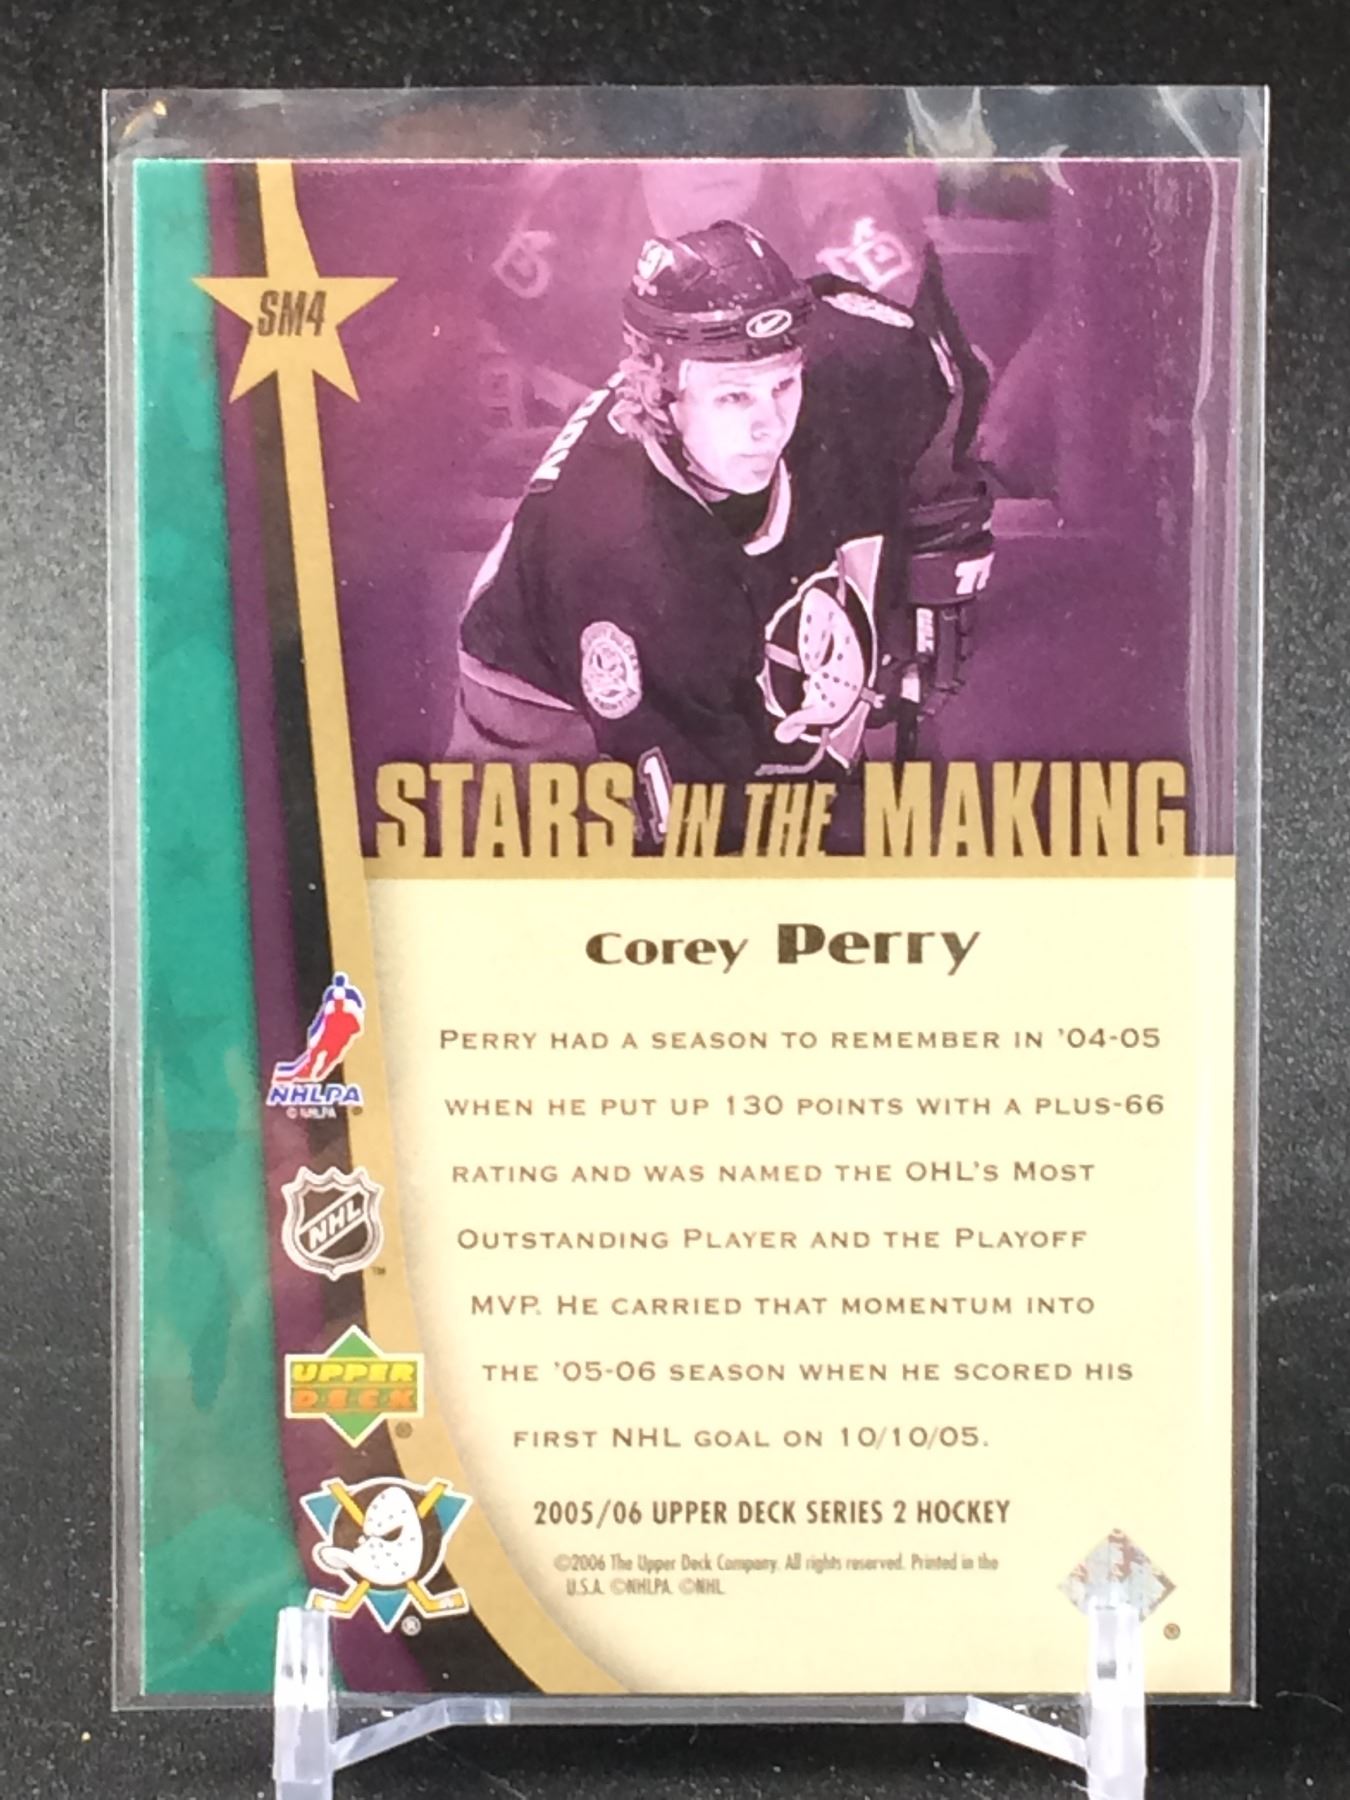 SM4
STARS IN THE MAKING
Corey Perry
PERRY HAD A SEASON TO REMEMBER IN '04-05
WHEN HE PUT UP 130 POINTS WITH A PLUS-66
RATING AND WAS NAMED THE OHL'S MOST
OUTSTANDING PLAYER AND THE PLAYOFF
MVP. HE CARRIED THAT MOMENTUM INTO
THE '05-06 SEASON WHEN HE SCORED HIS
FIRST NHL GOAL ON 10/10/05.
2005/06 UPPER DECK SERIES 2 HOCKEY
©2006 The Upper Deck Company. All rights reserved. Printed in the
U.S.A. ©NHLPA. ©NHL.
NHLPA
© NHLPA ®
NHL
TM
UPPER
DECK
®
®
®